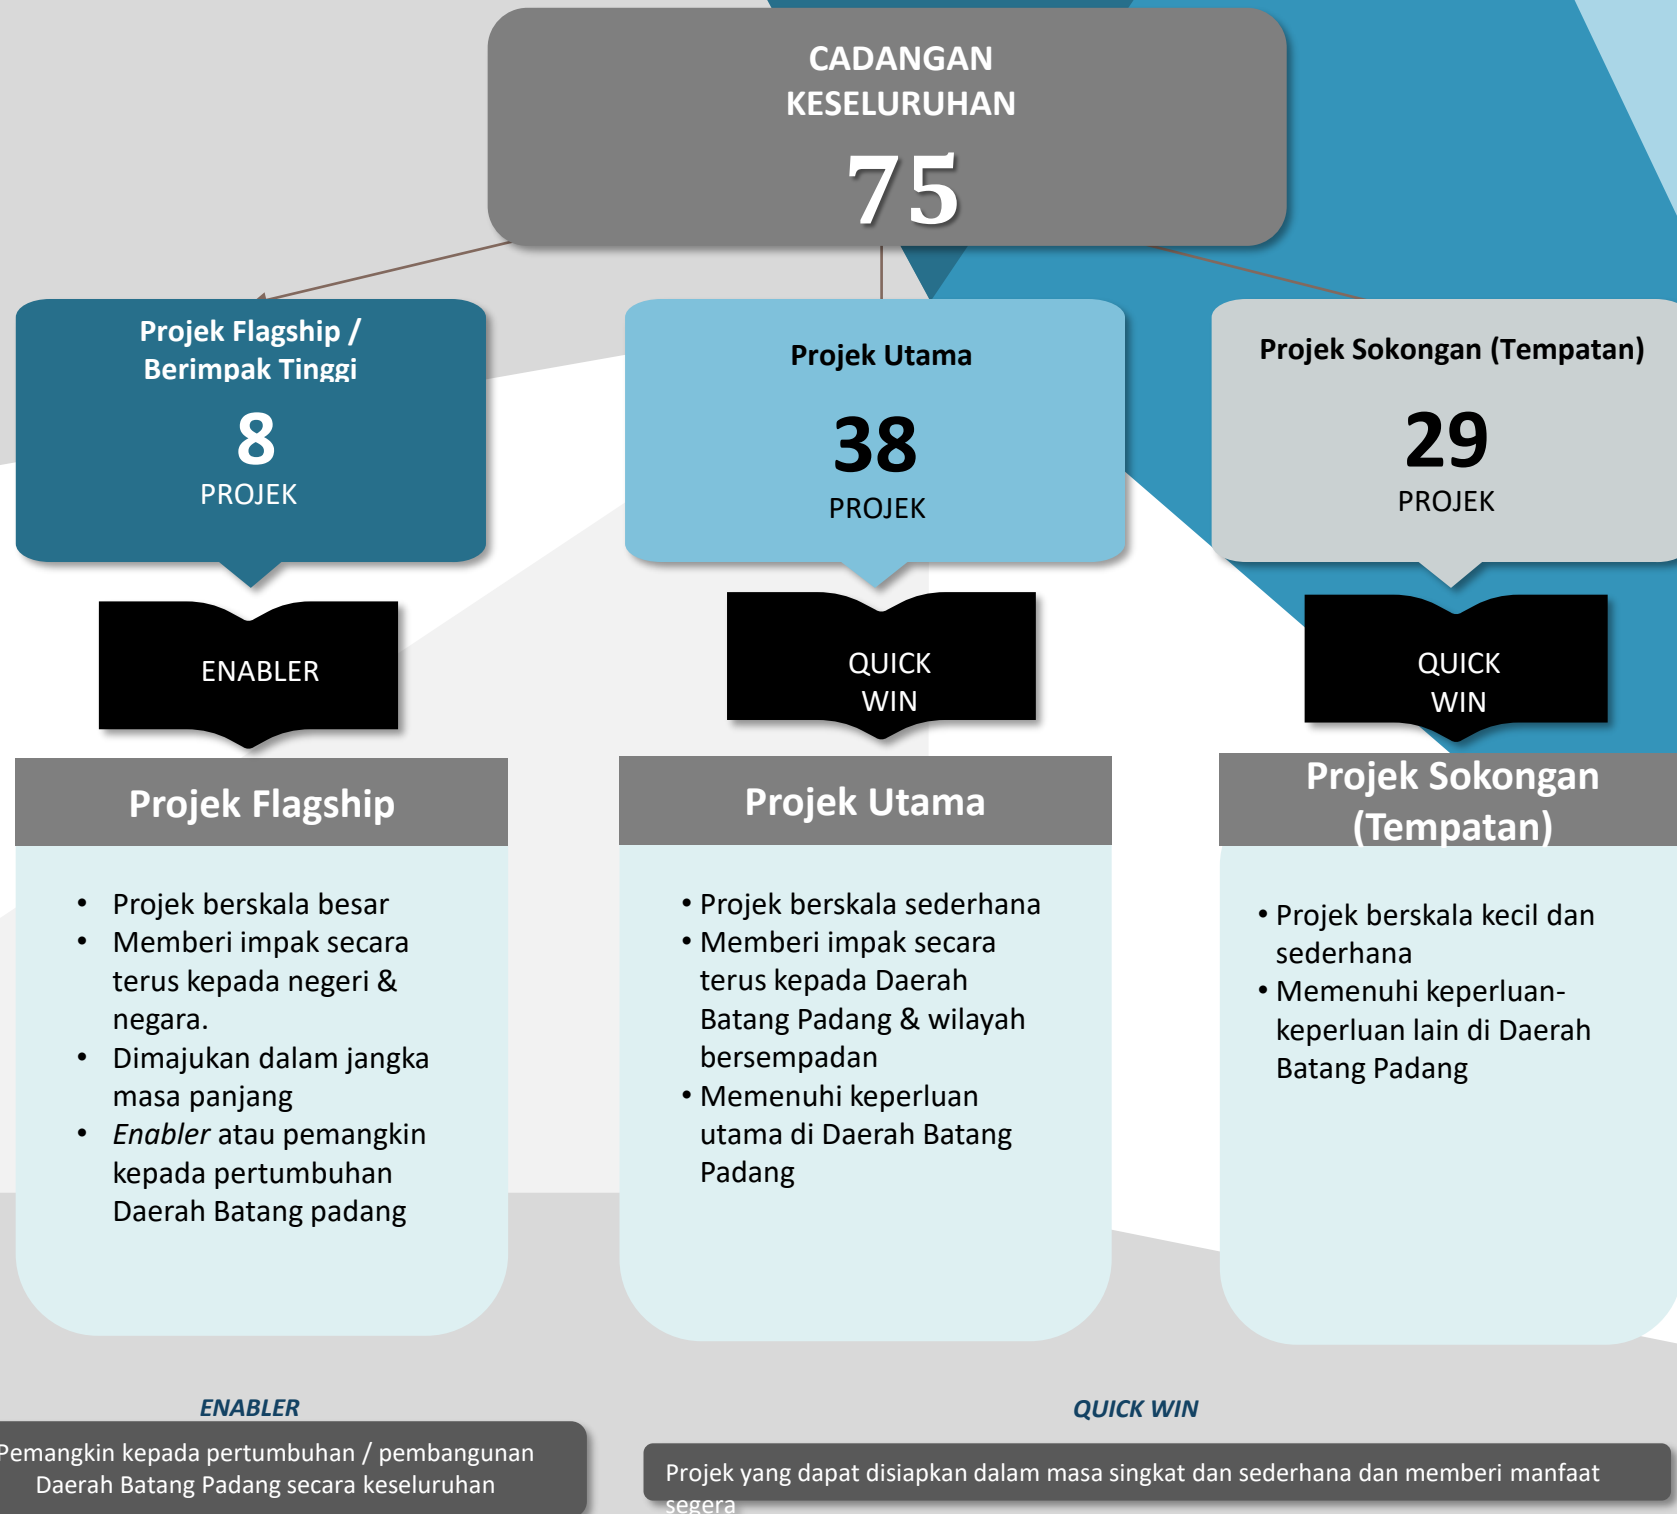 CADANGAN
KESELURUHAN
75
Projek Flagship /
Berimpak Tinggi
8
PROJEK
Projek Utama
38
PROJEK
Projek Sokongan (Tempatan)
29
PROJEK
ENABLER
QUICK
WIN
QUICK
WIN
Projek Flagship
• Projek berskala besar
• Memberi impak secara
terus kepada negeri &
negara.
• Dimajukan dalam jangka
masa panjang
• Enabler atau pemangkin
kepada pertumbuhan
Daerah Batang padang
Projek Utama
• Projek berskala sederhana
• Memberi impak secara
terus kepada Daerah
Batang Padang & wilayah
bersempadan
• Memenuhi keperluan
utama di Daerah Batang
Padang
Projek Sokongan
(Tempatan)
• Projek berskala kecil dan
sederhana
• Memenuhi keperluan-
keperluan lain di Daerah
Batang Padang
ENABLER
Pemangkin kepada pertumbuhan / pembangunan
Daerah Batang Padang secara keseluruhan
QUICK WIN
Projek yang dapat disiapkan dalam masa singkat dan sederhana dan memberi manfaat
segera